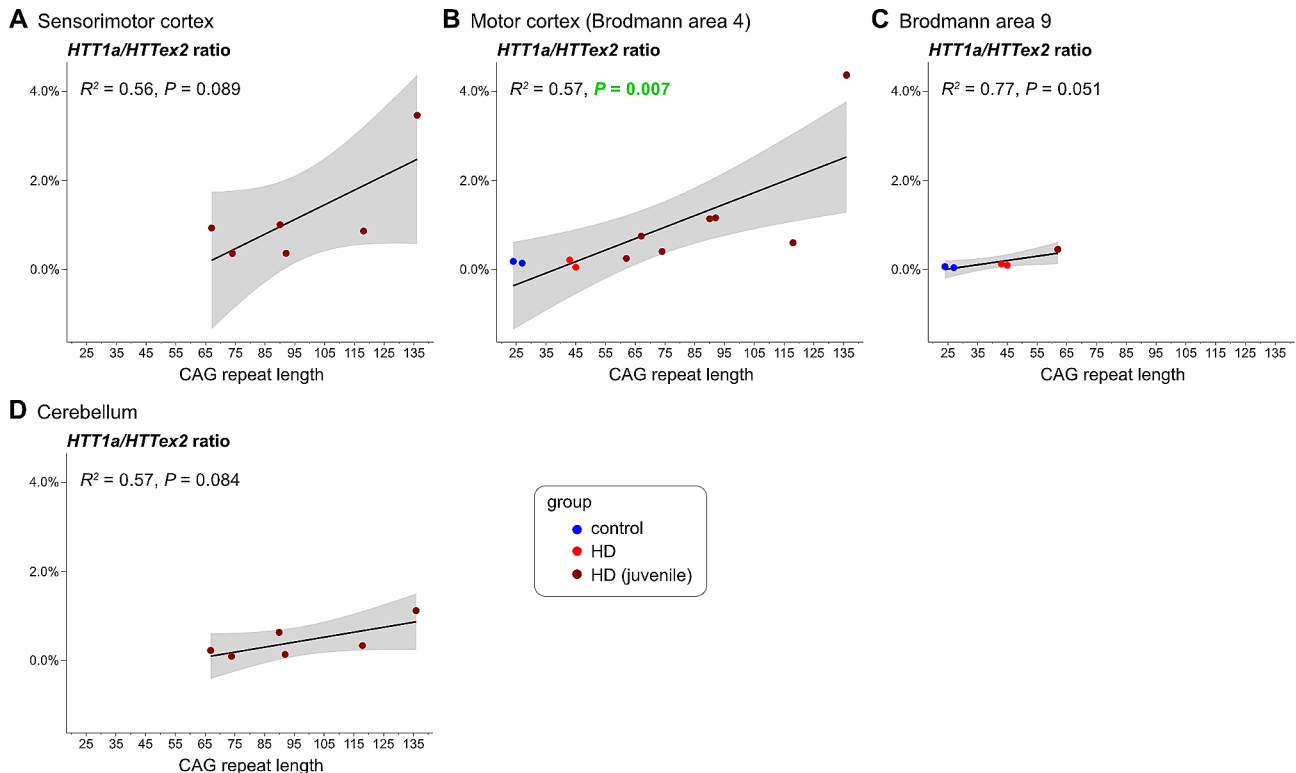 A Sensorimotor cortex
HTT1a/HTTex2 ratio
R² = 0.56, P = 0.089
4.0%
2.0%
0.0%
25 35 45 55 65 75 85 95 105 115 125 135
CAG repeat length
B Motor cortex (Brodmann area 4)
HTT1a/HTTex2 ratio
R² = 0.57, P = 0.007
4.0%
2.0%
0.0%
25 35 45 55 65 75 85 95 105 115 125 135
CAG repeat length
C Brodmann area 9
HTT1a/HTTex2 ratio
R² = 0.77, P = 0.051
4.0%
2.0%
0.0%
25 35 45 55 65 75 85 95 105 115 125 135
CAG repeat length
D Cerebellum
HTT1a/HTTex2 ratio
R² = 0.57, P = 0.084
4.0%
2.0%
0.0%
25 35 45 55 65 75 85 95 105 115 125 135
CAG repeat length
group
control
HD
HD (juvenile)